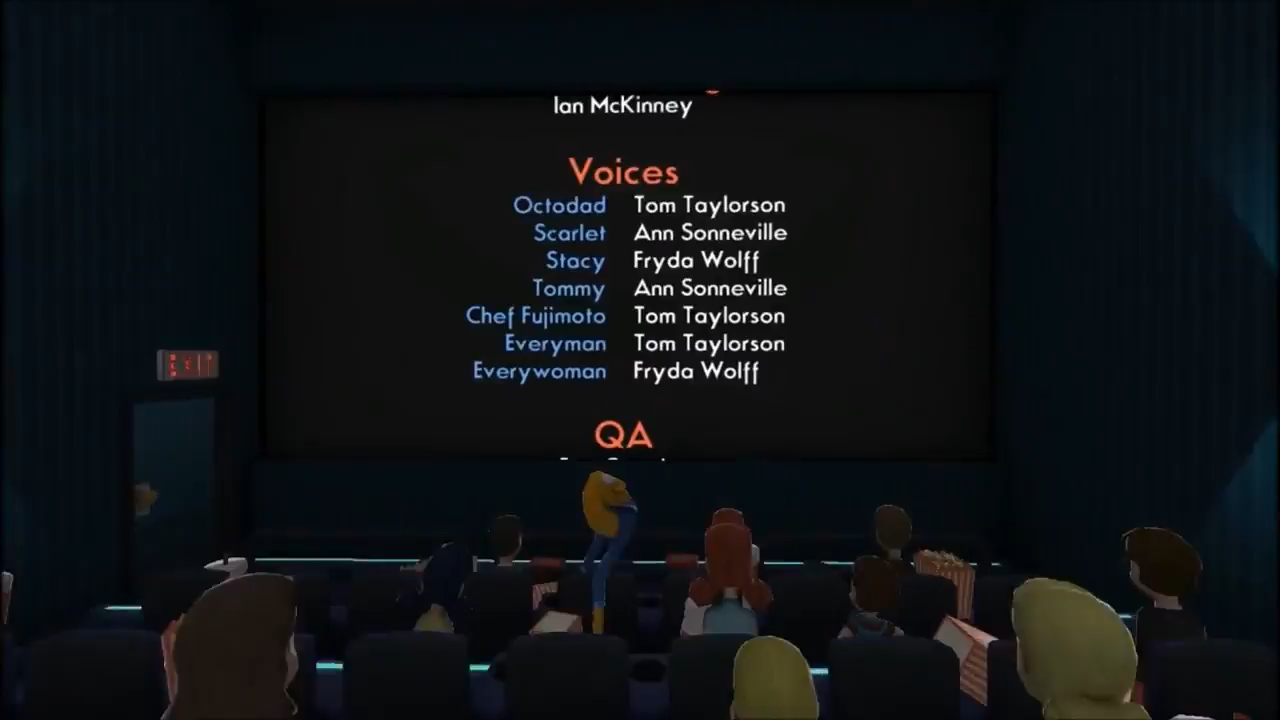 Ian McKinney
Voices
Octodad Tom Taylorson
Scarlet Ann Sonneville
Stacy Fryda Wolff
Tommy Ann Sonneville
Chef Fujimoto Tom Taylorson
Everyman Tom Taylorson
Everywoman Fryda Wolff
EXIT
QA